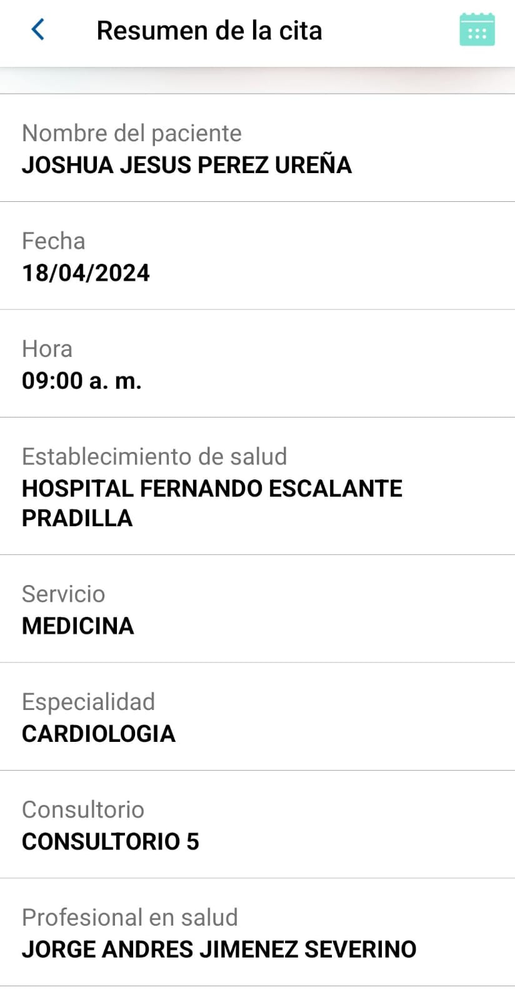 Resumen de la cita
Nombre del paciente
JOSHUA JESUS PEREZ UREÑA
Fecha
18/04/2024
Hora
09:00 a. m.
Establecimiento de salud
HOSPITAL FERNANDO ESCALANTE
PRADILLA
Servicio
MEDICINA
Especialidad
CARDIOLOGIA
Consultorio
CONSULTORIO 5
Profesional en salud
JORGE ANDRES JIMENEZ SEVERINO